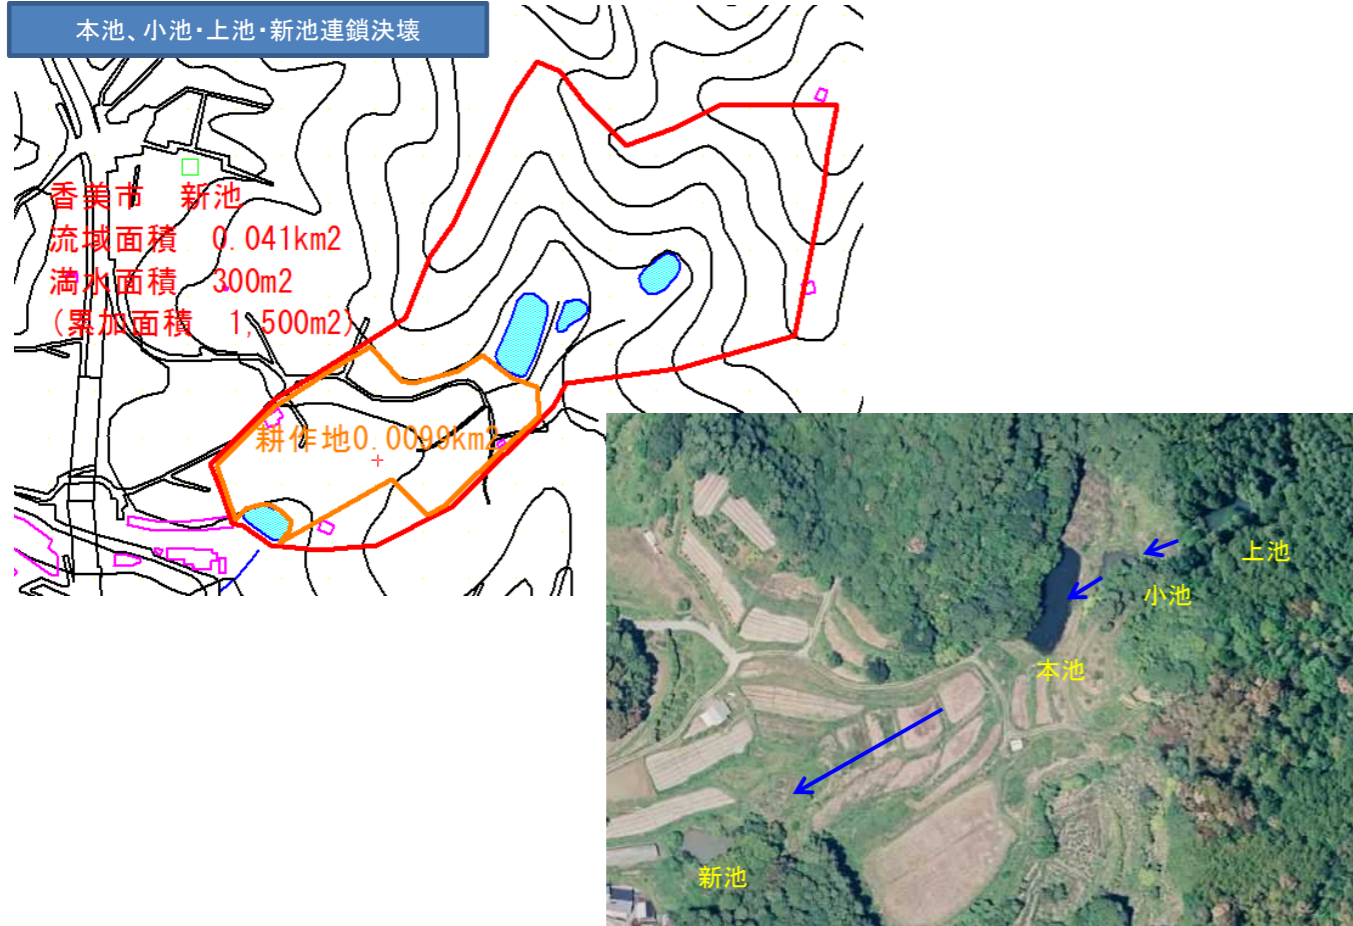 本池、小池・上池・新池連鎖決壊
香美市　新池
流域面積　0.041km2
満水面積　300m2
(累加面積　1,500m2)
耕作地0.0099km2
上池
小池
本池
新池